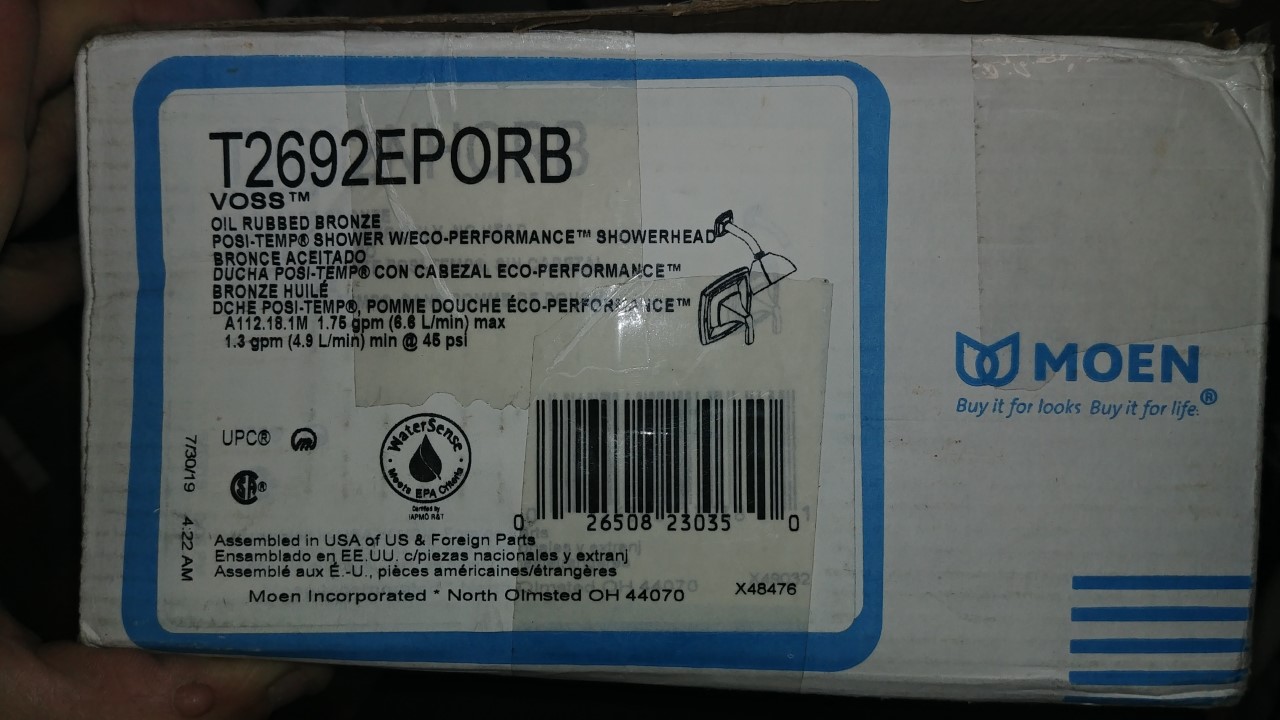 T2692EPORB
VOSS™
OIL RUBBED BRONZE
POSI-TEMP® SHOWER W/ECO-PERFORMANCE™ SHOWERHEAD
BRONCE ACEITADO
DUCHA POSI-TEMP® CON CABEZAL ECO-PERFORMANCE™
BRONZE HUILÉ
DCHE POSI-TEMP®, POMME DOUCHE ÉCO-PERFORMANCE™
A112.18.1M 1.75 gpm (6.6 L/min) max
1.3 gpm (4.9 L/min) min @ 45 psi
MOEN
Buy it for looks Buy it for life.®
UPC®
WaterSense
Meets EPA Criteria
Certified by
IAPMO R&T
7/30/19 4:22 AM
0 26508 23035 0
Assembled in USA of US & Foreign Parts
Ensamblado en EE.UU. c/piezas nacionales y extranj
Assemblé aux É.-U., pièces américaines/étrangères
Moen Incorporated * North Olmsted OH 44070
X48476